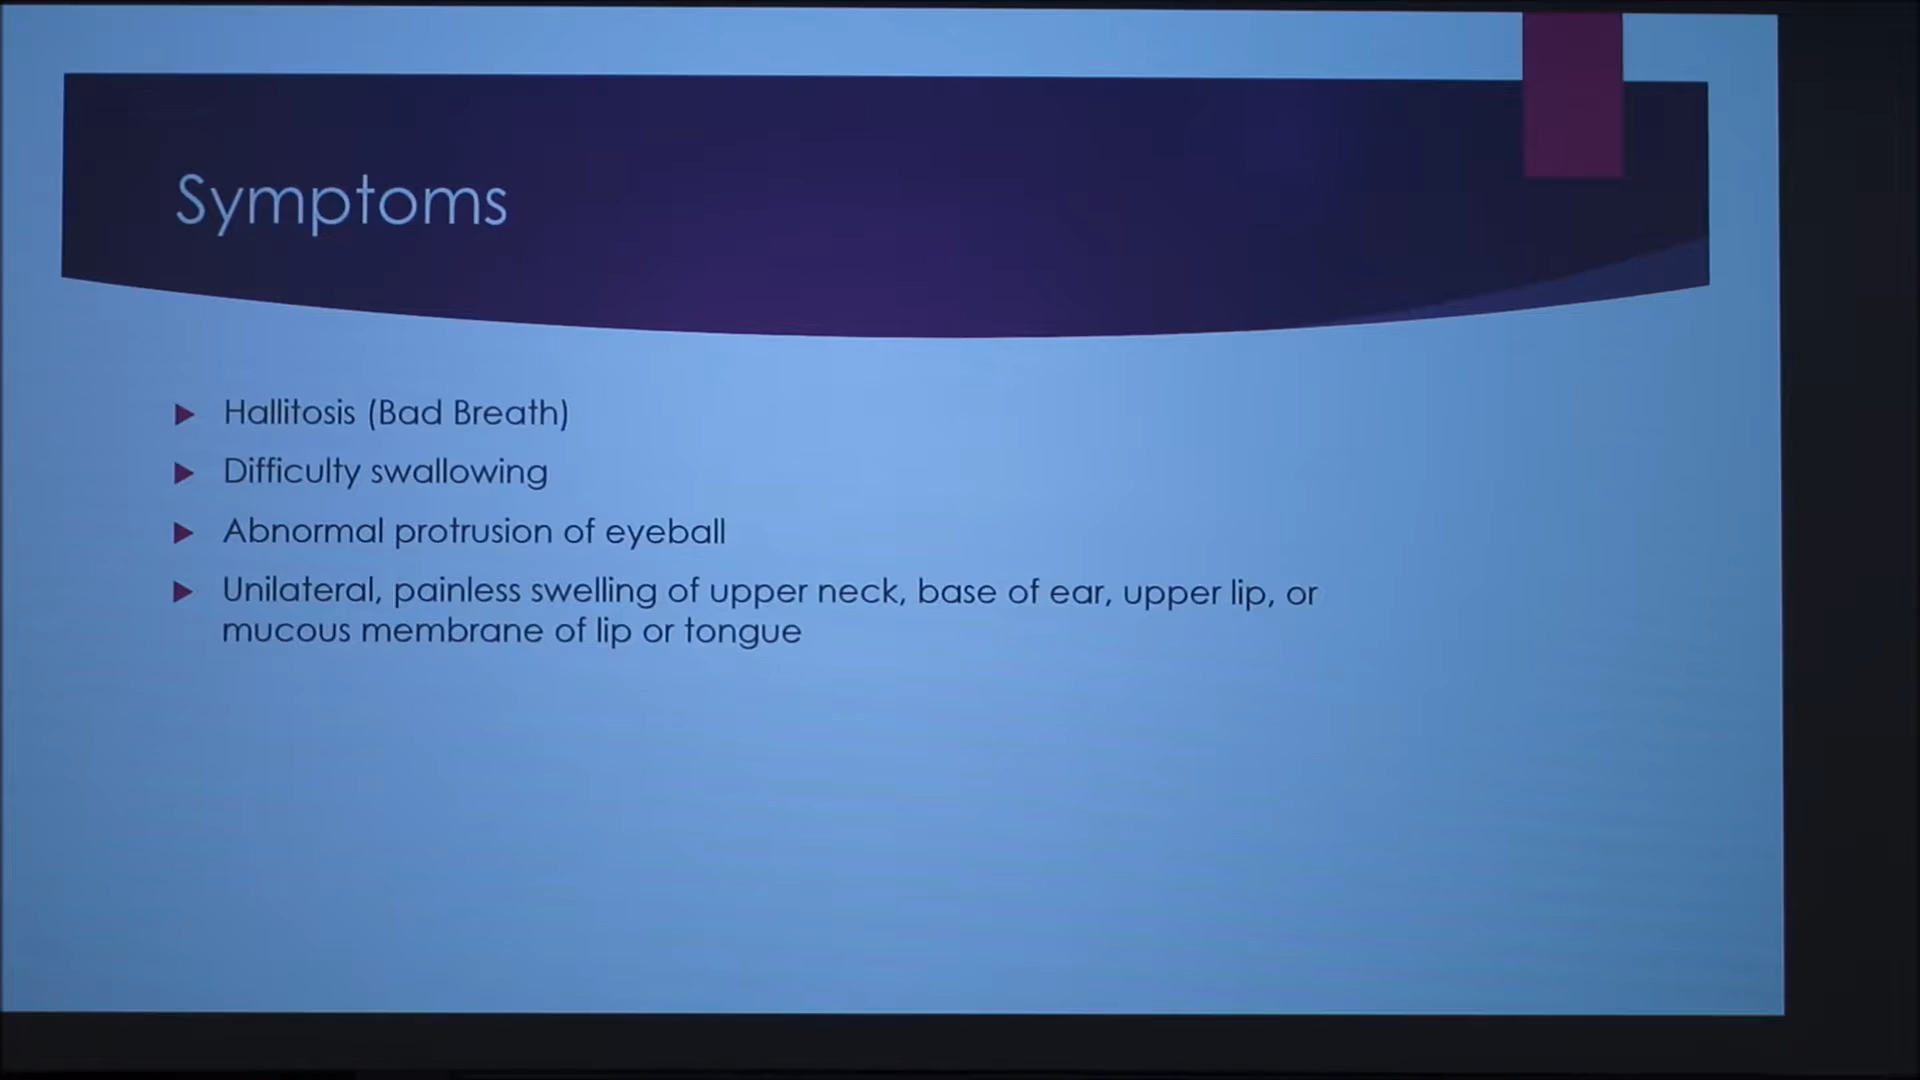 Symptoms
Hallitosis (Bad Breath)
Difficulty swallowing
Abnormal protrusion of eyeball
Unilateral, painless swelling of upper neck, base of ear, upper lip, or
mucous membrane of lip or tongue